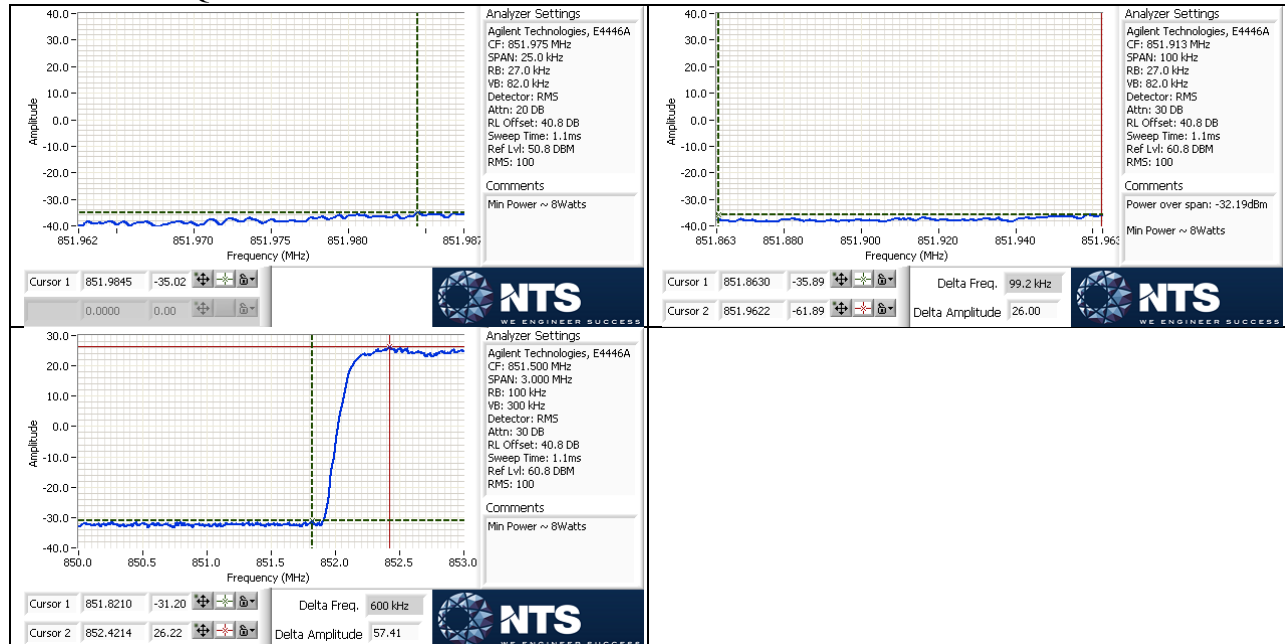 40.0
30.0
20.0
10.0
0.0
-10.0
-20.0
-30.0
-40.0
Amplitude
851.962 851.970 851.975 851.980
Frequency (MHz)
Analyzer Settings
Agilent Technologies, E4446A
CF: 851.975 MHz
SPAN: 25.0 kHz
RB: 27.0 kHz
VB: 82.0 kHz
Detector: RMS
Attn: 20 DB
RL Offset: 40.8 DB
Sweep Time: 1.1ms
Ref Lvl: 50.8 DBM
RMS: 100
Comments
Min Power ~ 8Watts
Cursor 1 851.9845 -35.02
0.0000 0.00
NTS
WE ENGINEER SUCCESS
40.0
30.0
20.0
10.0
0.0
-10.0
-20.0
-30.0
-40.0
Amplitude
851.863 851.880 851.900 851.920 851.940 851.963
Frequency (MHz)
Analyzer Settings
Agilent Technologies, E4446A
CF: 851.913 MHz
SPAN: 100 kHz
RB: 27.0 kHz
VB: 82.0 kHz
Detector: RMS
Attn: 30 DB
RL Offset: 40.8 DB
Sweep Time: 1.1ms
Ref Lvl: 60.8 DBM
RMS: 100
Comments
Power over span: -32.19dBm
Min Power ~ 8Watts
Cursor 1 851.8630 -35.89
Cursor 2 851.9622 -61.89
Delta Freq. 99.2 kHz
Delta Amplitude 26.00
NTS
WE ENGINEER SUCCESS
30.0
20.0
10.0
0.0
-10.0
-20.0
-30.0
-40.0
Amplitude
850.0 850.5 851.0 851.5 852.0 852.5 853.0
Frequency (MHz)
Analyzer Settings
Agilent Technologies, E4446A
CF: 851.500 MHz
SPAN: 3.000 MHz
RB: 100 kHz
VB: 300 kHz
Detector: RMS
Attn: 30 DB
RL Offset: 40.8 DB
Sweep Time: 1.1ms
Ref Lvl: 60.8 DBM
RMS: 100
Comments
Min Power ~ 8Watts
Cursor 1 851.8210 -31.20
Cursor 2 852.4214 26.22
Delta Freq. 600 kHz
Delta Amplitude 57.41
NTS